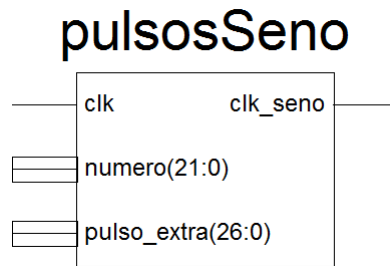 pulsosSeno
clk clk_seno
numero(21:0)
pulso_extra(26:0)